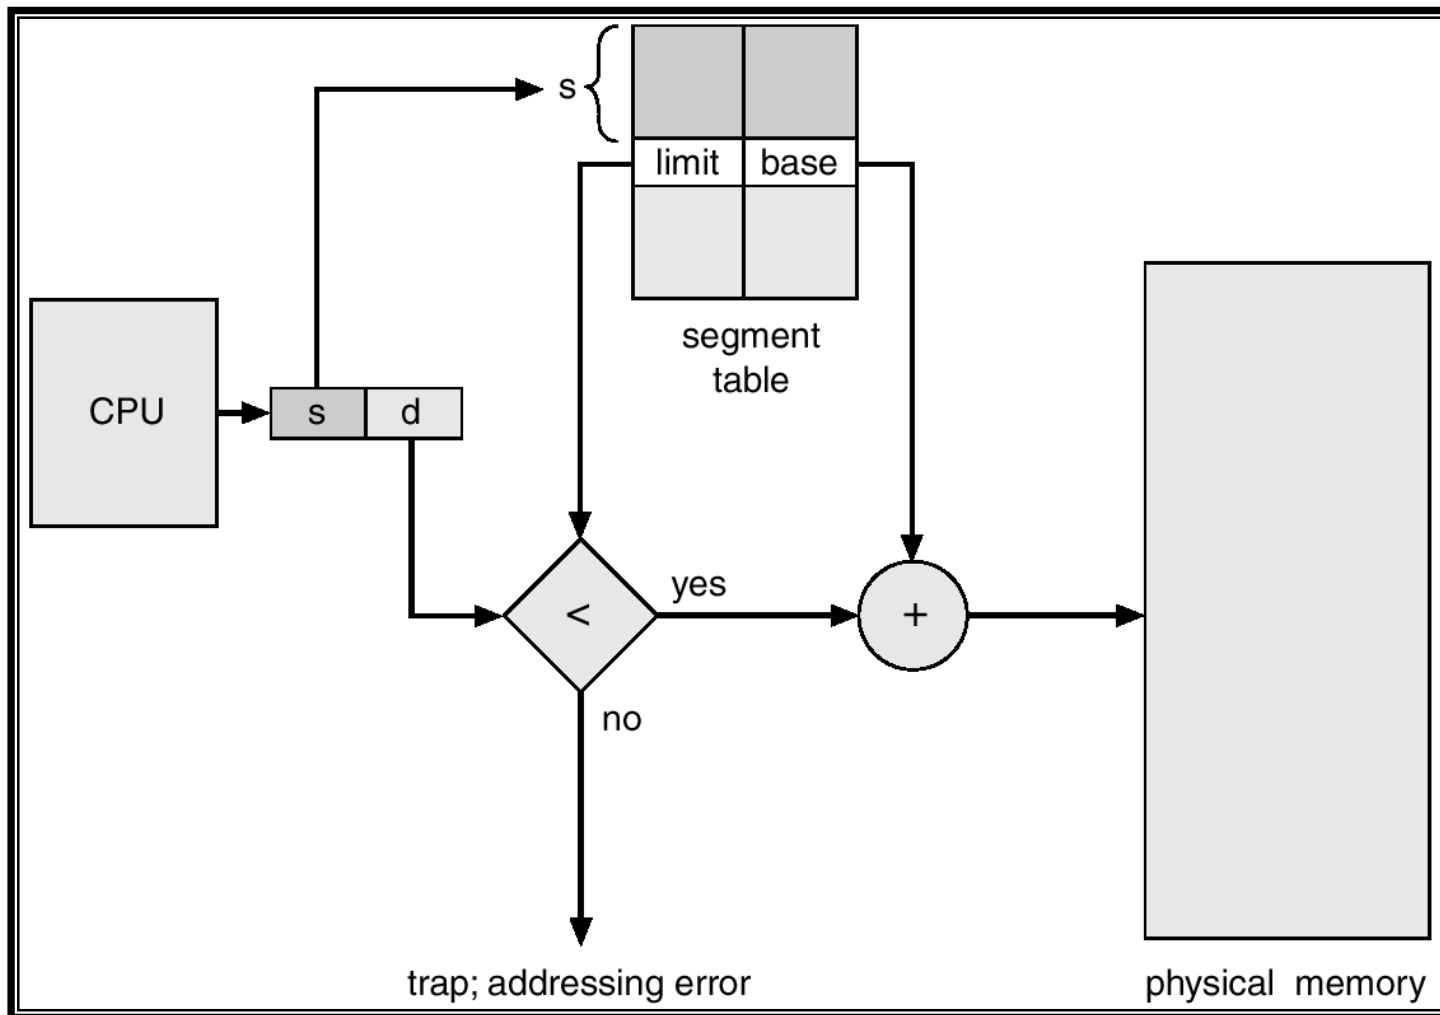 s
limit base
segment
table
CPU
s d
yes
<
+
no
trap; addressing error
physical memory